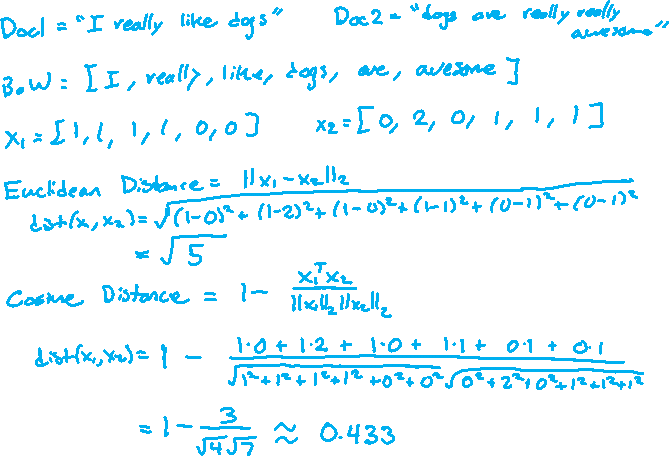 Doc1 = "I really like dogs" Doc2 = "dogs are really really awesome"
BoW = [I, really, like, dogs, are, awesome]
x₁ = [1, 1, 1, 1, 0, 0] x₂ = [0, 2, 0, 1, 1, 1]
Euclidean Distance = ||x₁ - x₂||₂
dist(x₁, x₂) = √((1-0)² + (1-2)² + (1-0)² + (1-1)² + (0-1)² + (0-1)²)
= √5
Cosine Distance = 1 - x₁ᵀx₂ / ||x₁||₂ ||x₂||₂
dist(x₁, x₂) = 1 - (1·0 + 1·2 + 1·0 + 1·1 + 0·1 + 0·1) / (√(1² + 1² + 1² + 1² + 0² + 0²) √(0² + 2² + 0² + 1² + 1² + 1²))
= 1 - 3 / √4√7 ≈ 0.433